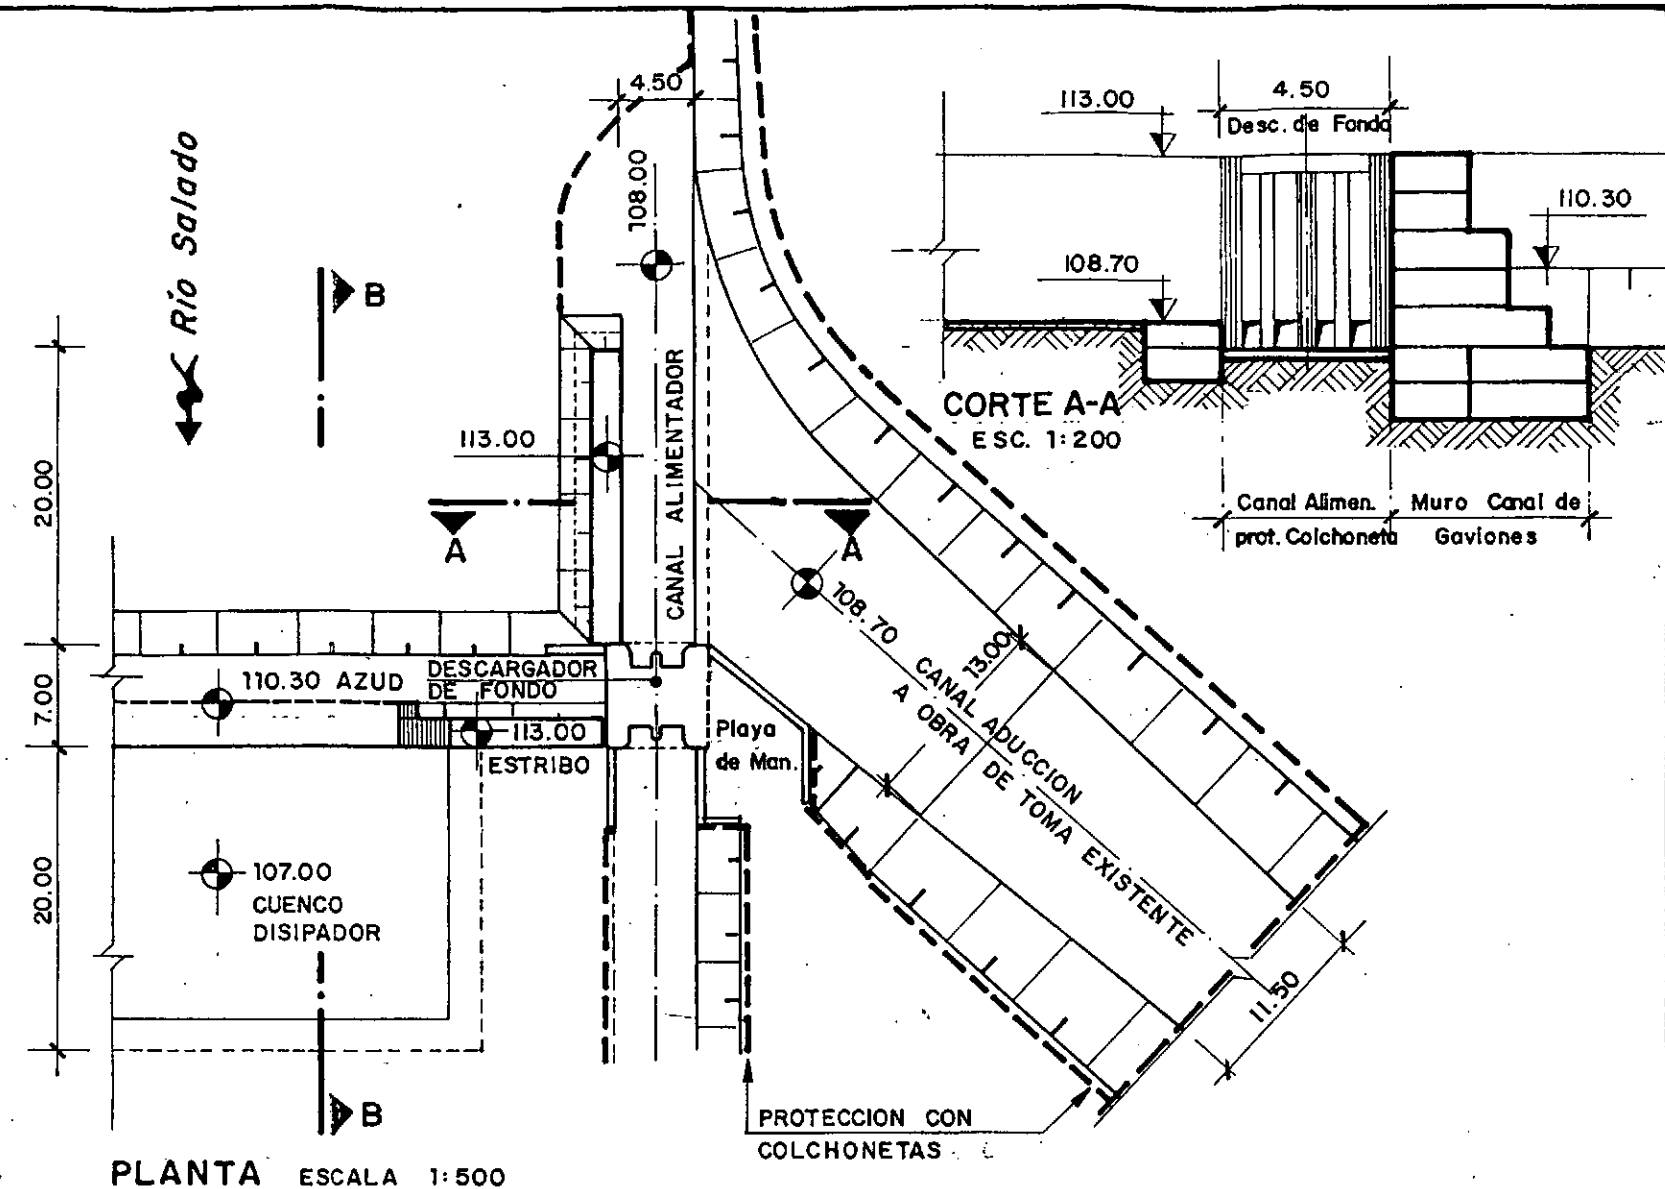 4.50
Río Salado
108.00
B
CANAL ALIMENTADOR
113.00
20.00
A
A
7.00
110.30 AZUD
DESCARGADOR
DE FONDO
113.00
ESTRIBO
Playa
de Man.
20.00
107.00
CUENCO
DISIPADOR
B
108.70
CANAL ADUCCION
A OBRA DE TOMA EXISTENTE
13.00
11.50
PROTECCION CON
COLCHONETAS
PLANTA ESCALA 1:500
113.00
4.50
Desc. de Fondo
110.30
108.70
CORTE A-A
ESC. 1:200
Canal Alimen.
prot. Colchoneta
Muro Canal de
Gaviones